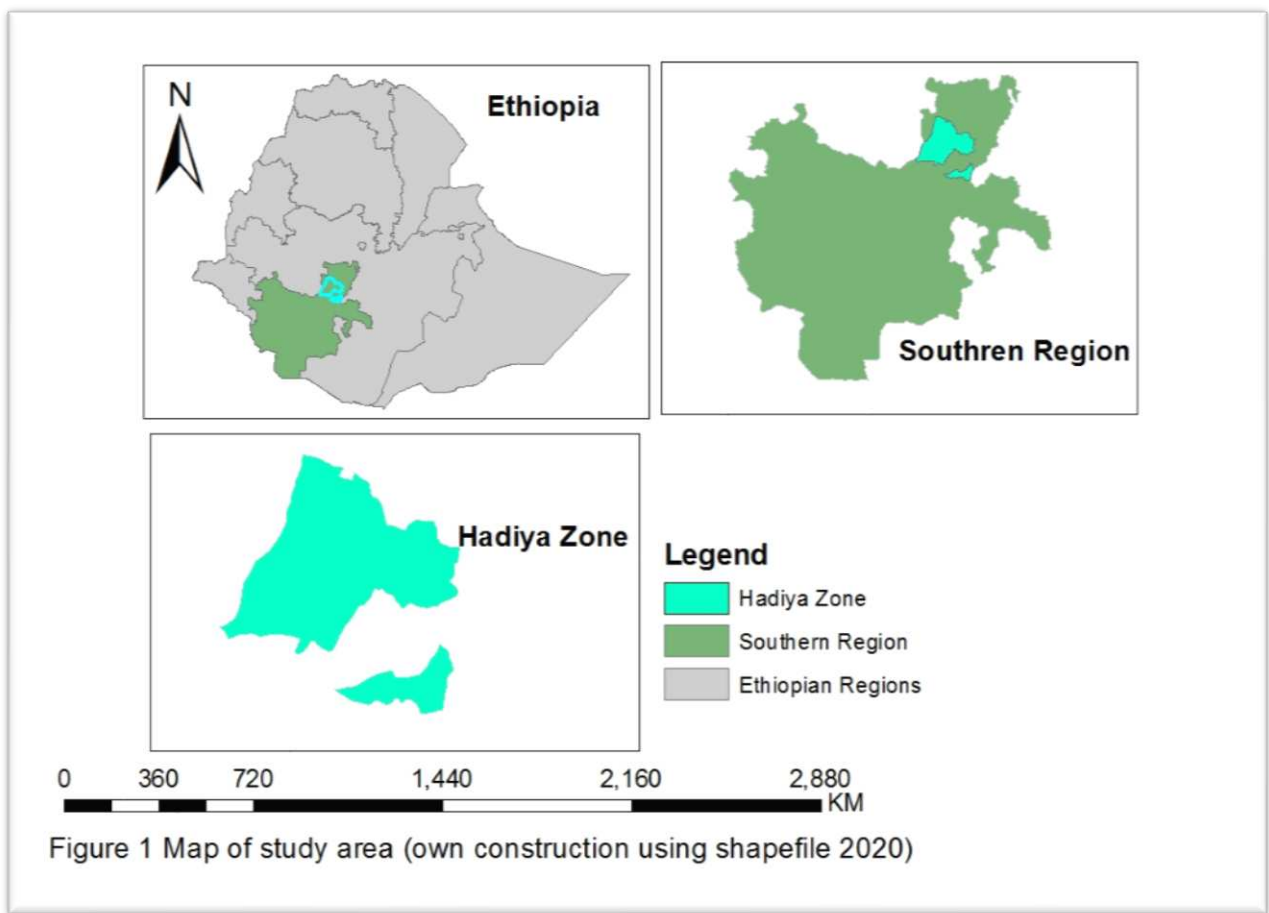 N
Ethiopia
Southren Region
Hadiya Zone
Legend
Hadiya Zone
Southern Region
Ethiopian Regions
0 360 720 1,440 2,160 2,880
KM
Figure 1 Map of study area (own construction using shapefile 2020)